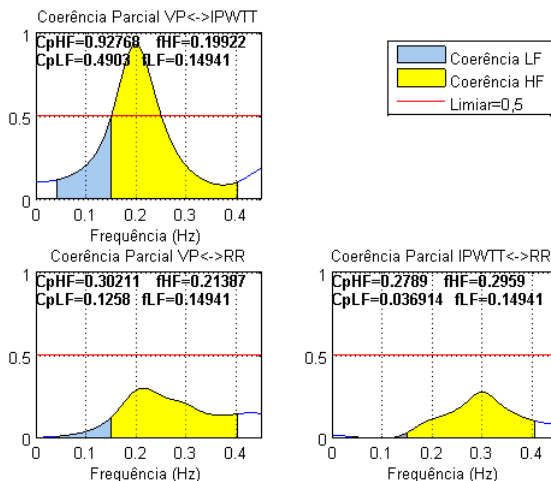 Coerência Parcial VP<->IPWTT
CpHF=0.92768 fHF=0.19922
CpLF=0.4903 fLF=0.14941
1
0.5
0
0 0.1 0.2 0.3 0.4
Frequência (Hz)
Coerência LF
Coerência HF
Limiar=0,5
Coerência Parcial VP<->RR
CpHF=0.30211 fHF=0.21387
CpLF=0.1258 fLF=0.14941
1
0.5
0
0 0.1 0.2 0.3 0.4
Frequência (Hz)
Coerência Parcial IPWTT<->RR
CpHF=0.2789 fHF=0.2959
CpLF=0.036914 fLF=0.14941
1
0.5
0
0 0.1 0.2 0.3 0.4
Frequência (Hz)